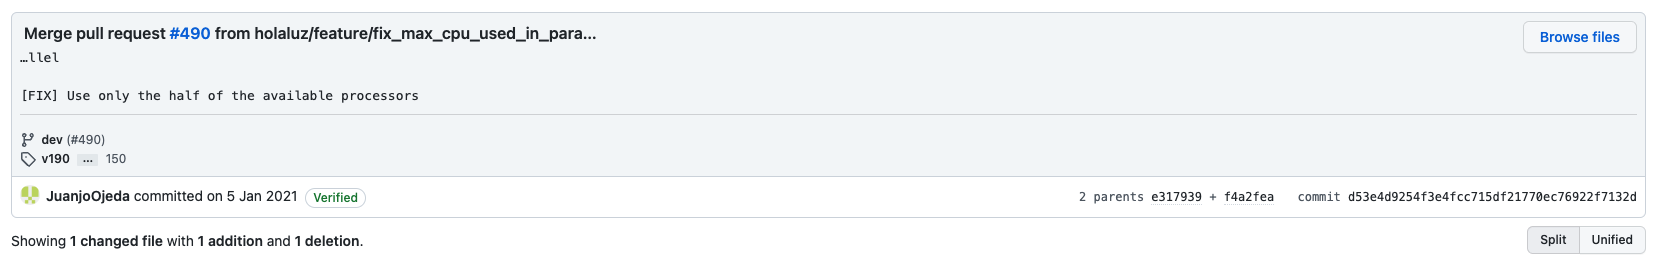 Merge pull request #490 from holaluz/feature/fix_max_cpu_used_in_para...
Browse files
…llel
[FIX] Use only the half of the available processors
dev (#490)
v190 ... 150
JuanjoOjeda committed on 5 Jan 2021 Verified
2 parents e317939 + f4a2fea commit d53e4d9254f3e4fcc715df21770ec76922f7132d
Showing 1 changed file with 1 addition and 1 deletion.
Split Unified